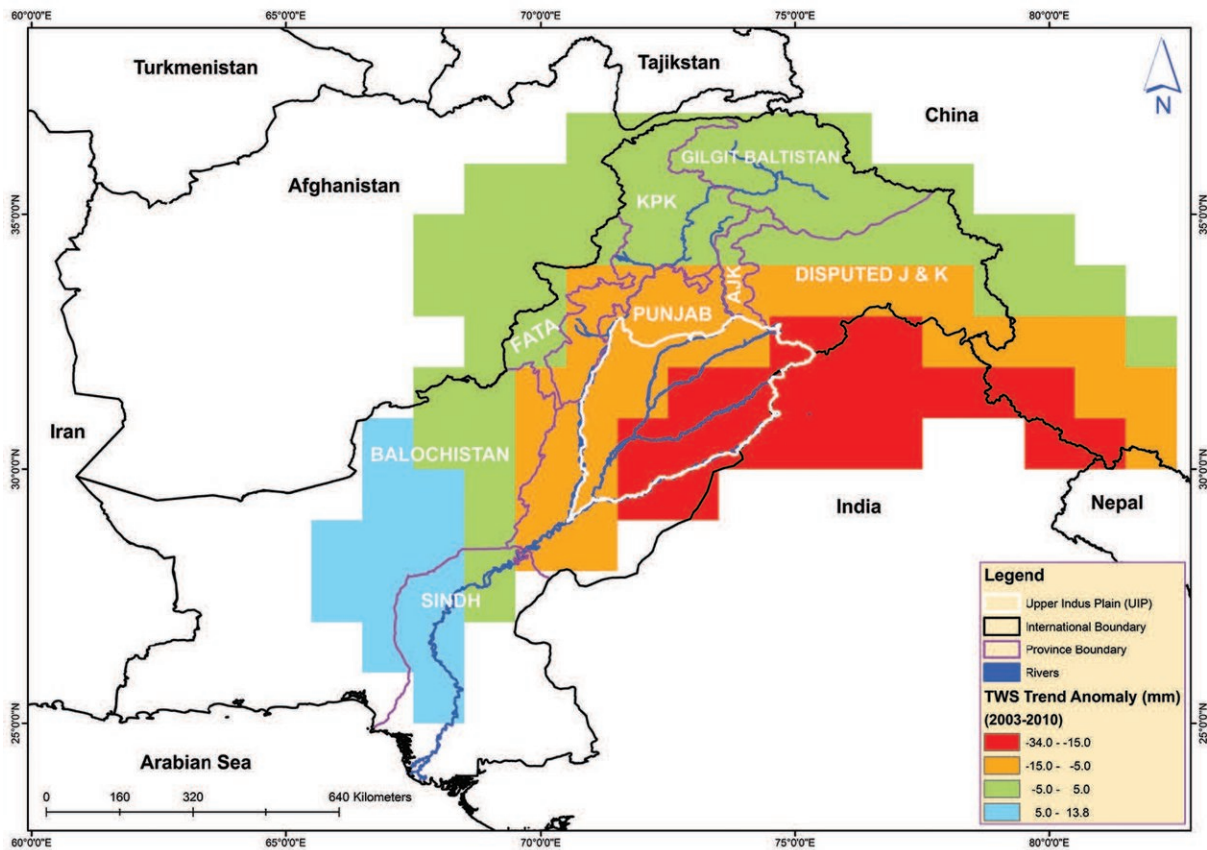 60°0'0"E 65°0'0"E 70°0'0"E 75°0'0"E 80°0'0"E
Turkmenistan
Tajikstan
China
N
Afghanistan
GILGIT BALTISTAN
KPK
35°0'0"N 35°0'0"N
DISPUTED J & K
AJK
PUNJAB
FATA
Iran
BALOCHISTAN
30°0'0"N 30°0'0"N
India
Nepal
SINDH
25°0'0"N 25°0'0"N
Arabian Sea
0 160 320 640 Kilometers
Legend
Upper Indus Plain (UIP)
International Boundary
Province Boundary
Rivers
TWS Trend Anomaly (mm)
(2003-2010)
-34.0 - -15.0
-15.0 - -5.0
-5.0 - 5.0
5.0 - 13.8
60°0'0"E 65°0'0"E 70°0'0"E 75°0'0"E 80°0'0"E